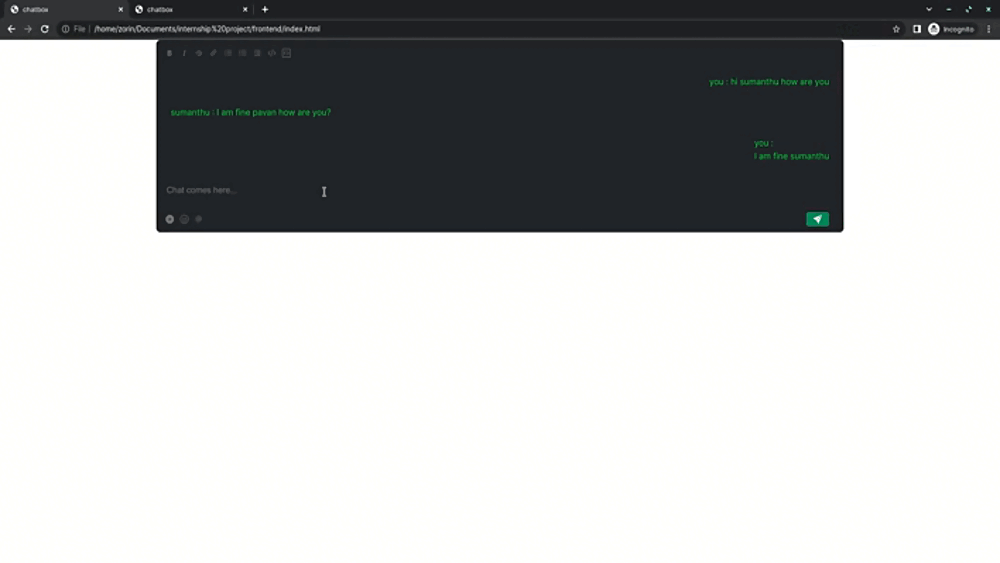 chatbox
chatbox
File
/home/zorin/Documents/internship%20project/frontend/index.html
Incognito
you : hi sumanthu how are you
sumanthu : I am fine pavan how are you?
you :
I am fine sumanthu
Chat comes here...